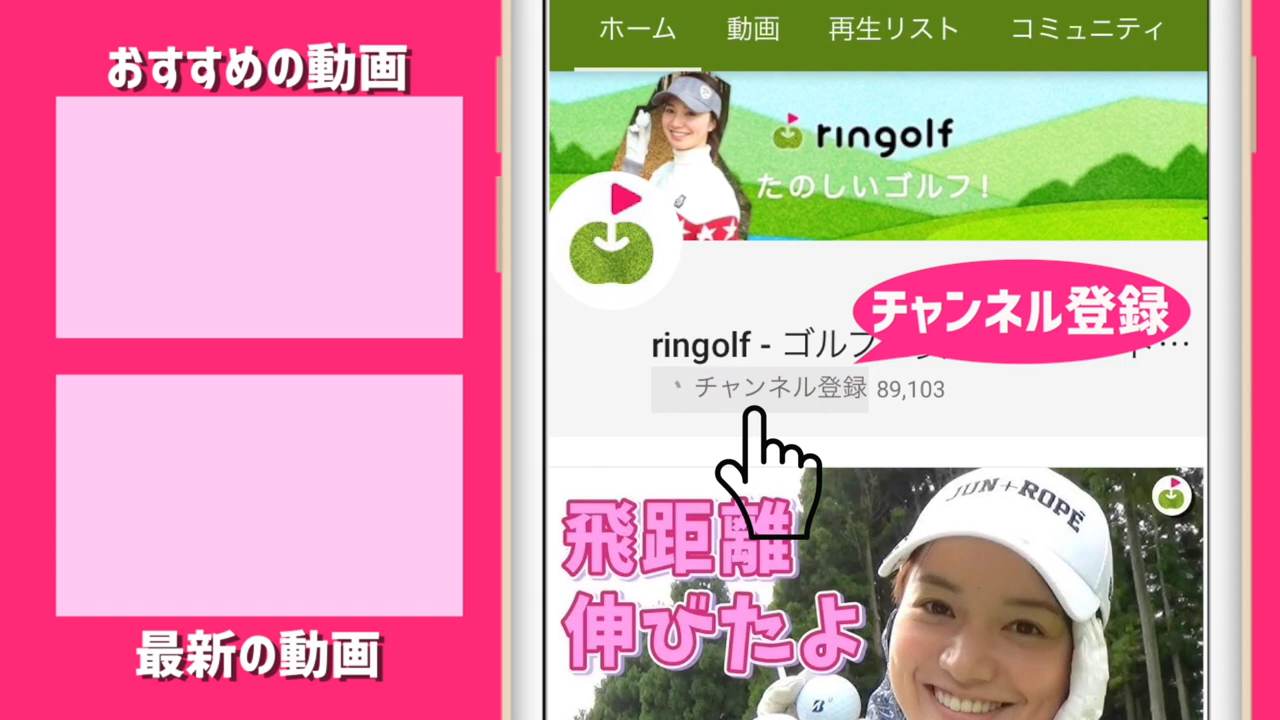 おすすめの動画
最新の動画
ホーム 動画 再生リスト コミュニティ
ringolf
たのしいゴルフ!
チャンネル登録
ringolf - ゴルフ
チャンネル登録 89,103
飛距離
伸びたよ
JUN+ROPÉ
B